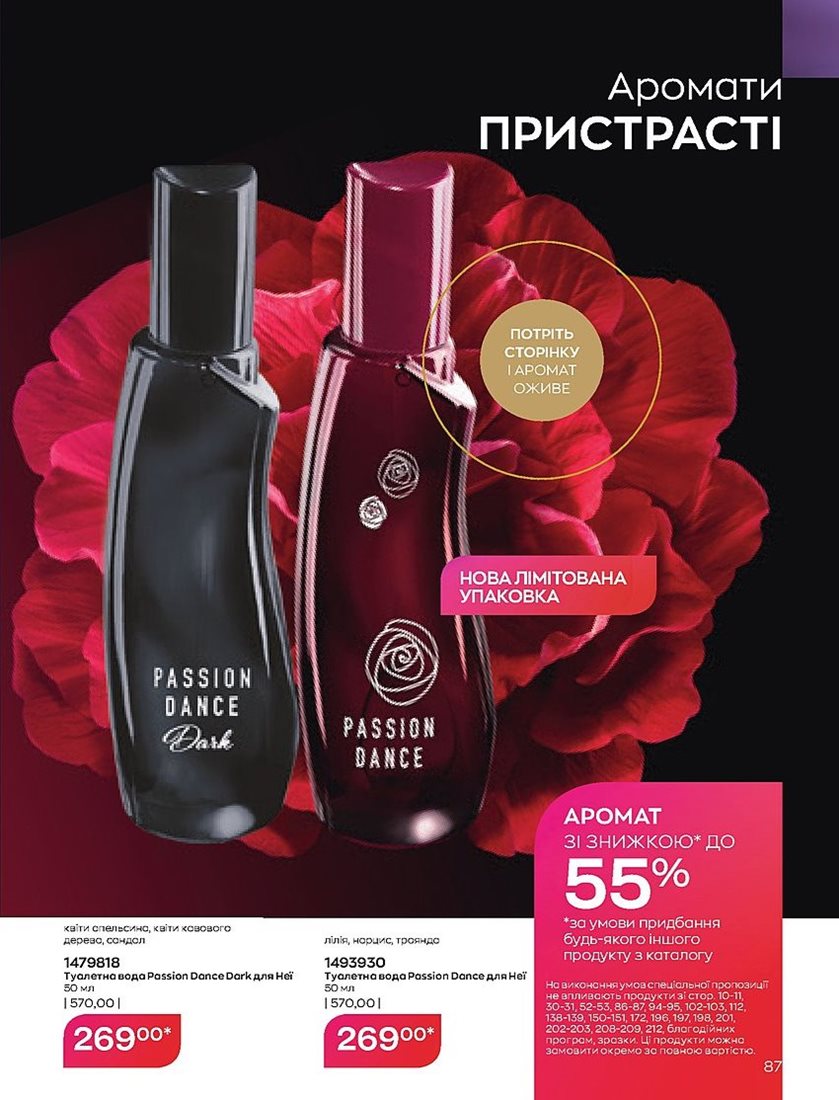 Аромати
ПРИСТРАСТІ
ПОТРІТЬ
СТОРІНКУ
І АРОМАТ
ОЖИВЕ
НОВА ЛІМІТОВАНА
УПАКОВКА
PASSION
DANCE
Dark
PASSION
DANCE
АРОМАТ
ЗІ ЗНИЖКОЮ* ДО
55%
*за умови придбання
будь-якого іншого
продукту з каталогу
На виконання умов спеціальної пропозиції
не впливають продукти зі стор. 10-11,
30-31, 52-53, 86-87, 94-95, 102-103, 112,
138-139, 150-151, 172, 196, 197, 198, 201,
202-203, 208-209, 212, благодійних
програм, зразки. Ці продукти можна
замовити окремо за повною вартістю.
квіти апельсина, квіти кавового
дерева, сандал
1479818
Туалетна вода Passion Dance Dark для Неї
50 мл
| 570,00 |
26900*
лілія, нарцис, троянда
1493930
Туалетна вода Passion Dance для Неї
50 мл
| 570,00 |
26900*
87